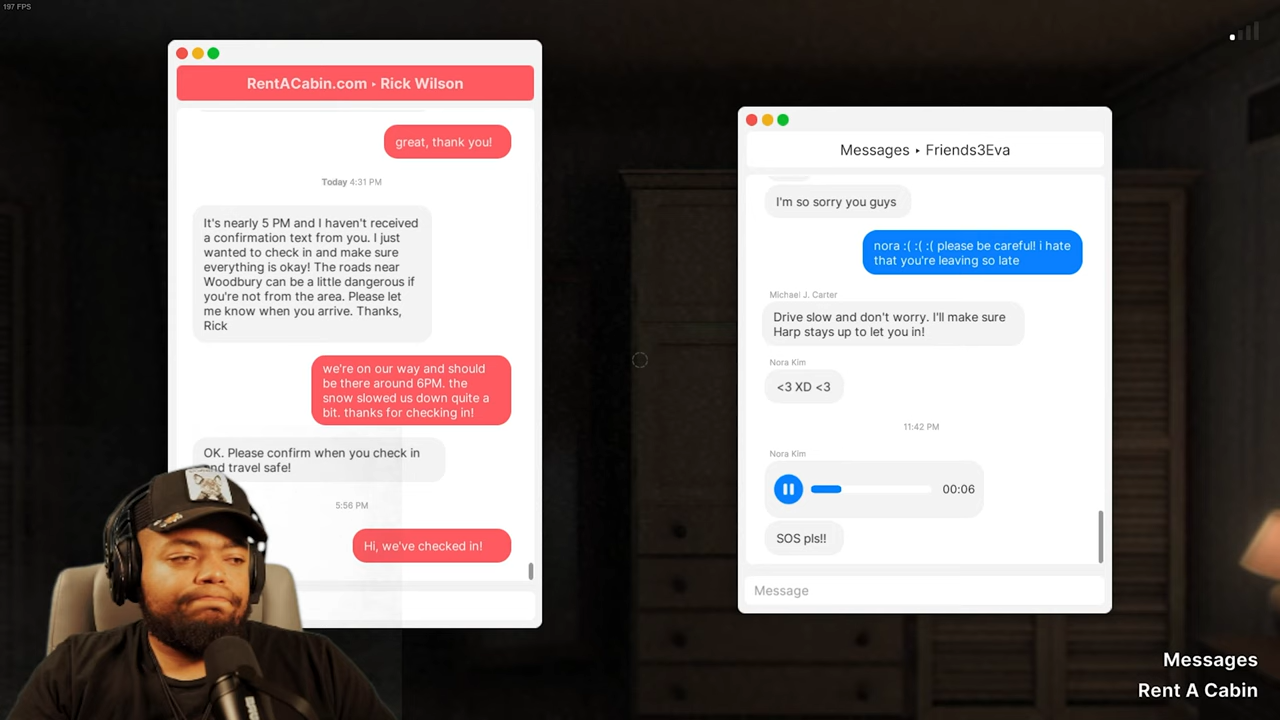 197 FPS
RentACabin.com ▸ Rick Wilson
great, thank you!
Today 4:31 PM
It's nearly 5 PM and I haven't received
a confirmation text from you. I just
wanted to check in and make sure
everything is okay! The roads near
Woodbury can be a little dangerous if
you're not from the area. Please let
me know when you arrive. Thanks,
Rick
we're on our way and should
be there around 6PM. the
snow slowed us down quite a
bit. thanks for checking in!
OK. Please confirm when you check in
and travel safe!
5:56 PM
Hi, we've checked in!
Messages ▸ Friends3Eva
I'm so sorry you guys
nora :( :( :( please be careful! i hate
that you're leaving so late
Michael J. Carter
Drive slow and don't worry. I'll make sure
Harp stays up to let you in!
Nora Kim
<3 XD <3
11:42 PM
Nora Kim
00:06
SOS pls!!
Message
Messages
Rent A Cabin